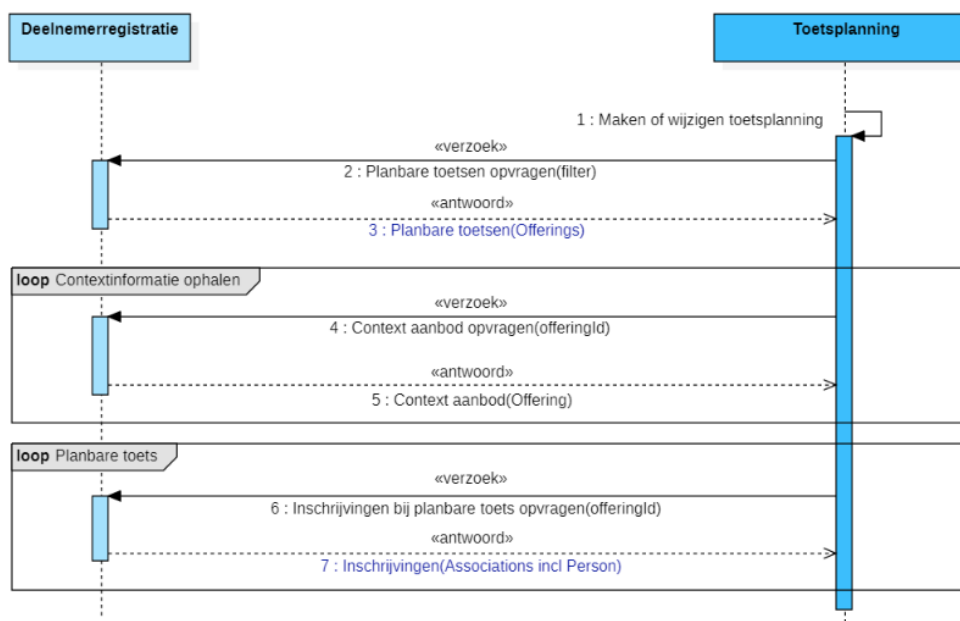 Deelnemerregistratie
Toetsplanning
1 : Maken of wijzigen toetsplanning
«verzoek»
2 : Planbare toetsen opvragen(filter)
«antwoord»
3 : Planbare toetsen(Offerings)
loop Contextinformatie ophalen
«verzoek»
4 : Context aanbod opvragen(offeringId)
«antwoord»
5 : Context aanbod(Offering)
loop Planbare toets
«verzoek»
6 : Inschrijvingen bij planbare toets opvragen(offeringId)
«antwoord»
7 : Inschrijvingen(Associations incl Person)